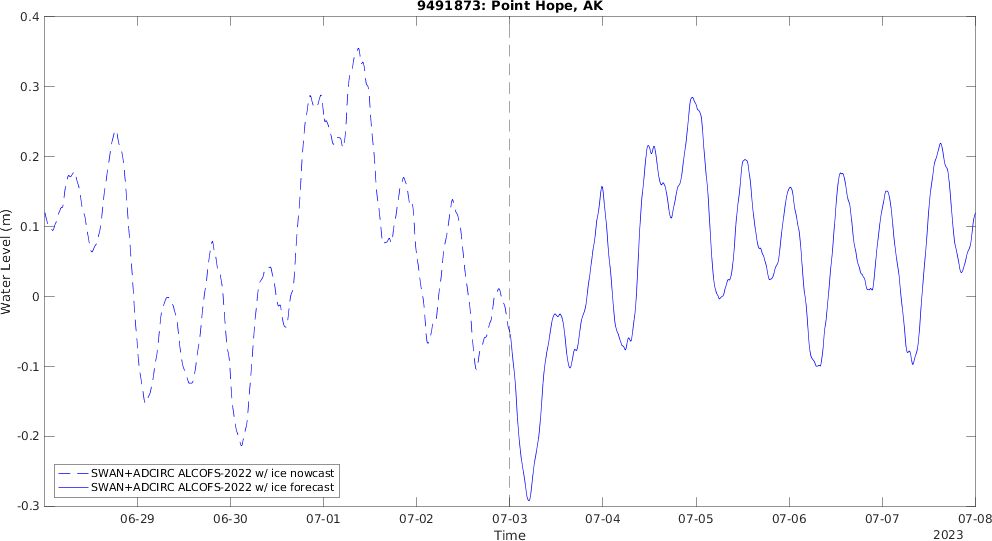 9491873: Point Hope, AK
0.4
0.3
0.2
0.1
0
-0.1
-0.2
-0.3
Water Level (m)
SWAN+ADCIRC ALCOFS-2022 w/ ice nowcast
SWAN+ADCIRC ALCOFS-2022 w/ ice forecast
06-29 06-30 07-01 07-02 07-03 07-04 07-05 07-06 07-07 07-08
Time
2023